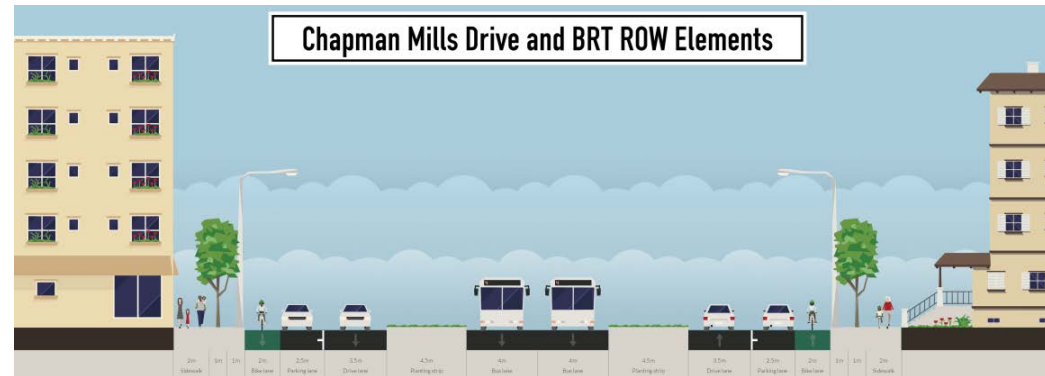 Chapman Mills Drive and BRT ROW Elements
2m 1m 1m 2m 2.5m 3.5m 4.5m 4m 4m 4.5m 3.5m 2.5m 2m 1m 1m 2m
Sidewalk Bike lane Parking lane Drive lane Planting strip Bus lane Bus lane Planting strip Drive lane Parking lane Bike lane Sidewalk